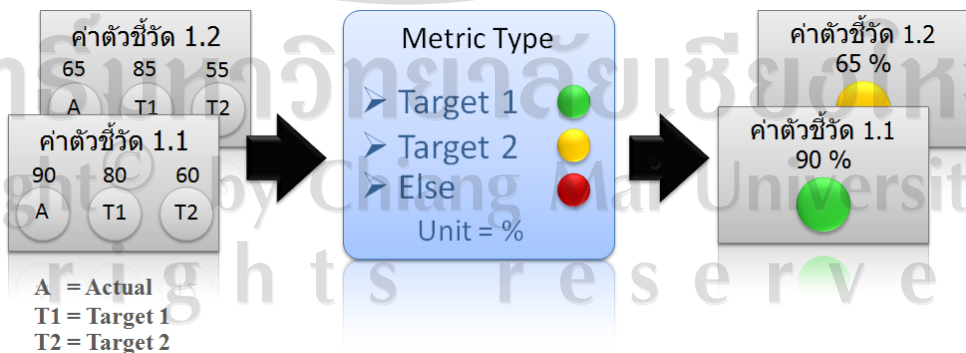 ค่าตัวชี้วัด 1.2
65 85 55
A T1 T2
ค่าตัวชี้วัด 1.1
90 80 60
A T1 T2
A = Actual
T1 = Target 1
T2 = Target 2
Metric Type
➢ Target 1
➢ Target 2
➢ Else
Unit = %
ค่าตัวชี้วัด 1.2
65 %
ค่าตัวชี้วัด 1.1
90 %
by Chiang Mai Universit
rights reserve